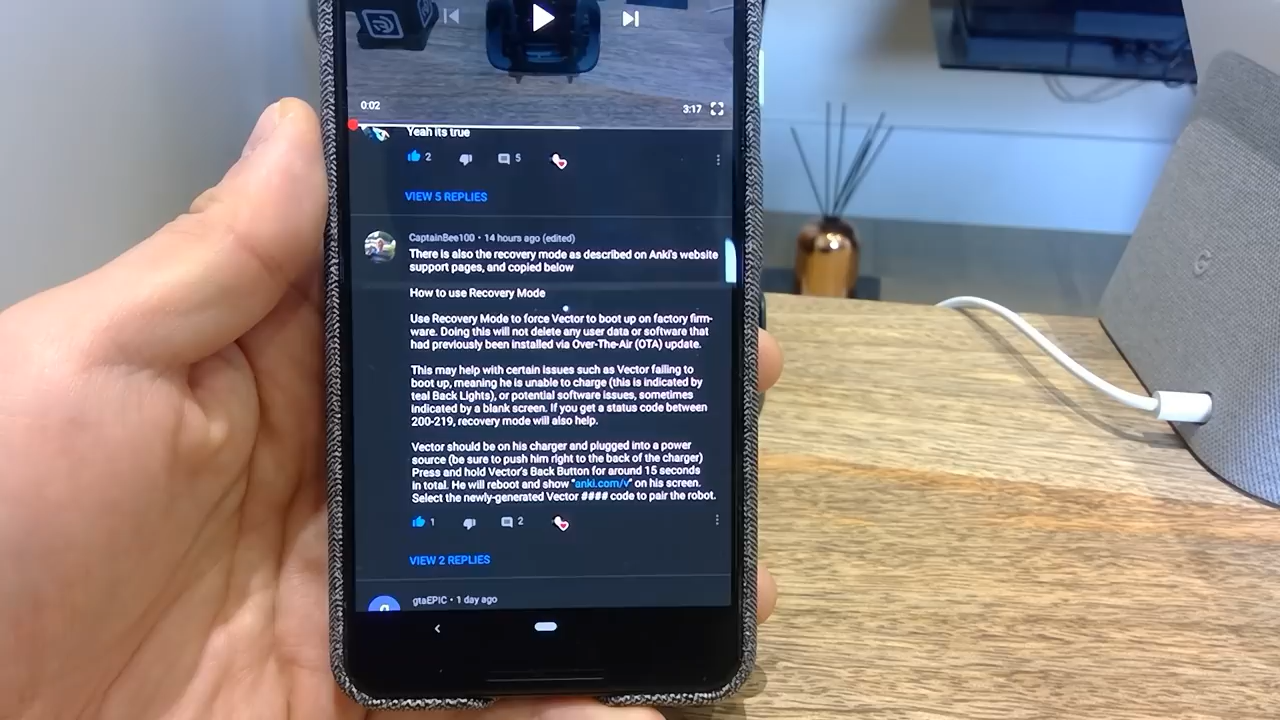 0:02
3:17
Yeah its true
2
5
VIEW 5 REPLIES
CaptainBee100 • 14 hours ago (edited)
There is also the recovery mode as described on Anki's website
support pages, and copied below
How to use Recovery Mode
Use Recovery Mode to force Vector to boot up on factory firm-
ware. Doing this will not delete any user data or software that
had previously been installed via Over-The-Air (OTA) update.
This may help with certain issues such as Vector failing to
boot up, meaning he is unable to charge (this is indicated by
teal Back Lights), or potential software issues, sometimes
indicated by a blank screen. If you get a status code between
200-219, recovery mode will also help.
Vector should be on his charger and plugged into a power
source (be sure to push him right to the back of the charger)
Press and hold Vector's Back Button for around 15 seconds
in total. He will reboot and show "anki.com/v" on his screen.
Select the newly-generated Vector #### code to pair the robot.
1
2
VIEW 2 REPLIES
g
gtaEPIC • 1 day ago
G